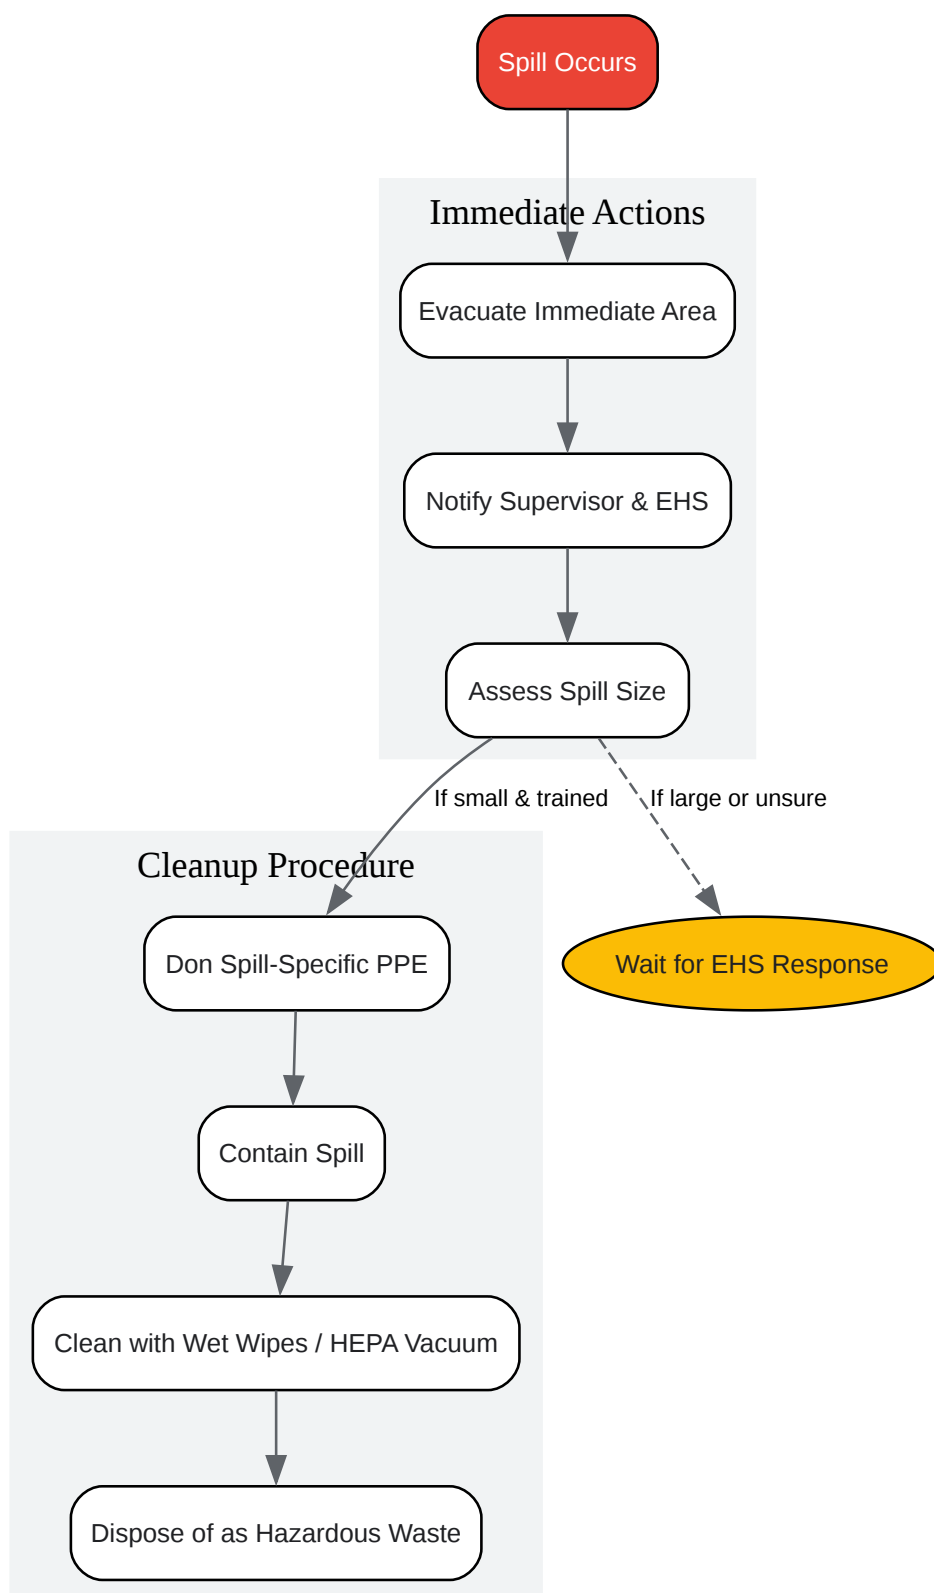 Spill Occurs
Immediate Actions
Evacuate Immediate Area
Notify Supervisor & EHS
Assess Spill Size
If small & trained
If large or unsure
Cleanup Procedure
Don Spill-Specific PPE
Wait for EHS Response
Contain Spill
Clean with Wet Wipes / HEPA Vacuum
Dispose of as Hazardous Waste